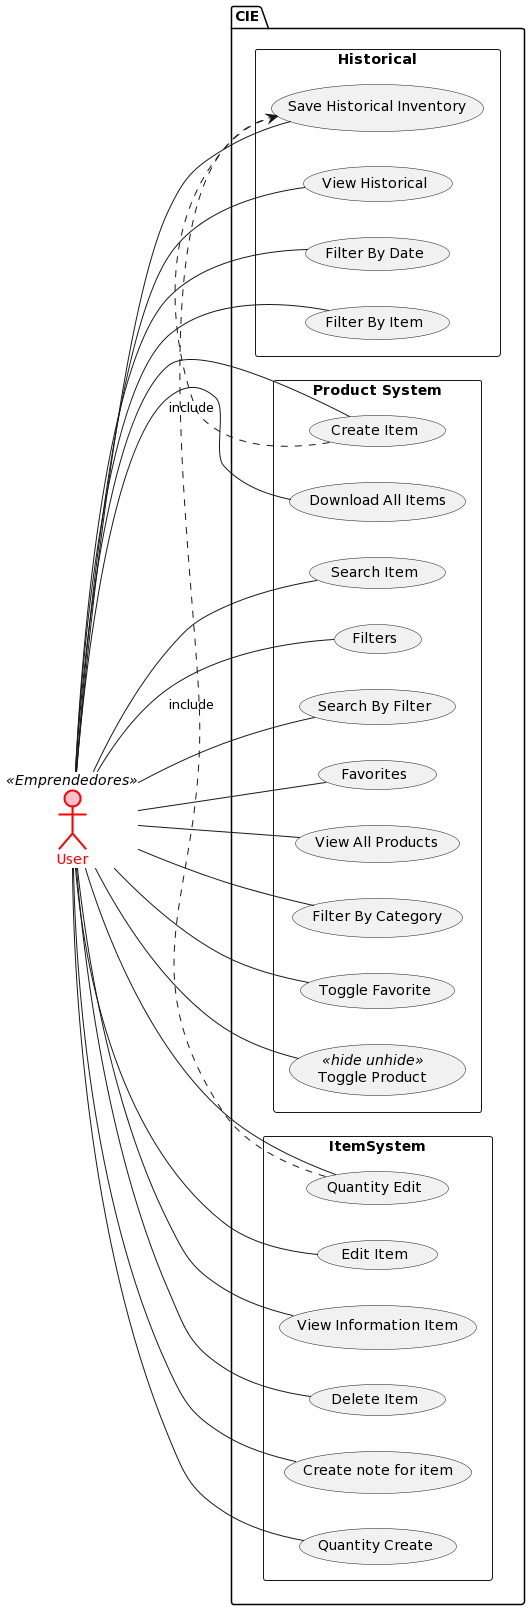 CIE
Historical
Save Historical Inventory
View Historical
Filter By Date
Filter By Item
Product System
include
Create Item
Download All Items
Search Item
Filters
include
Search By Filter
Favorites
«Emprendedores»
User
View All Products
Filter By Category
Toggle Favorite
«hide unhide»
Toggle Product
ItemSystem
Quantity Edit
Edit Item
View Information Item
Delete Item
Create note for item
Quantity Create